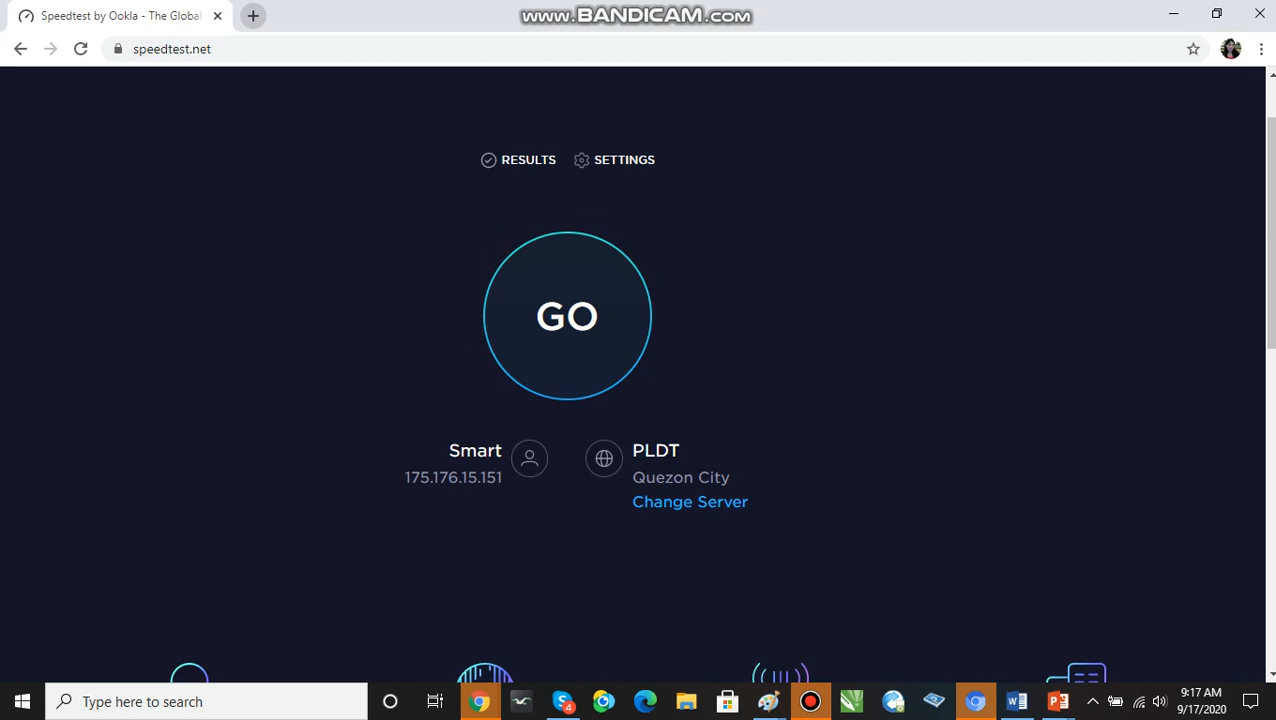 Speedtest by Ookla - The Global
www.BANDICAM.com
speedtest.net
RESULTS
SETTINGS
GO
Smart
175.176.15.151
PLDT
Quezon City
Change Server
Type here to search
4
9:17 AM
9/17/2020